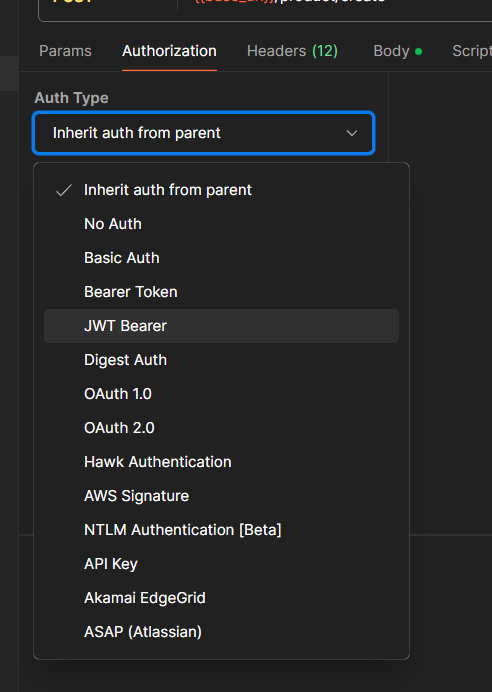 POST {{base_url}}/product/create
Params Authorization Headers (12) Body Script
Auth Type
Inherit auth from parent
Inherit auth from parent
No Auth
Basic Auth
Bearer Token
JWT Bearer
Digest Auth
OAuth 1.0
OAuth 2.0
Hawk Authentication
AWS Signature
NTLM Authentication [Beta]
API Key
Akamai EdgeGrid
ASAP (Atlassian)